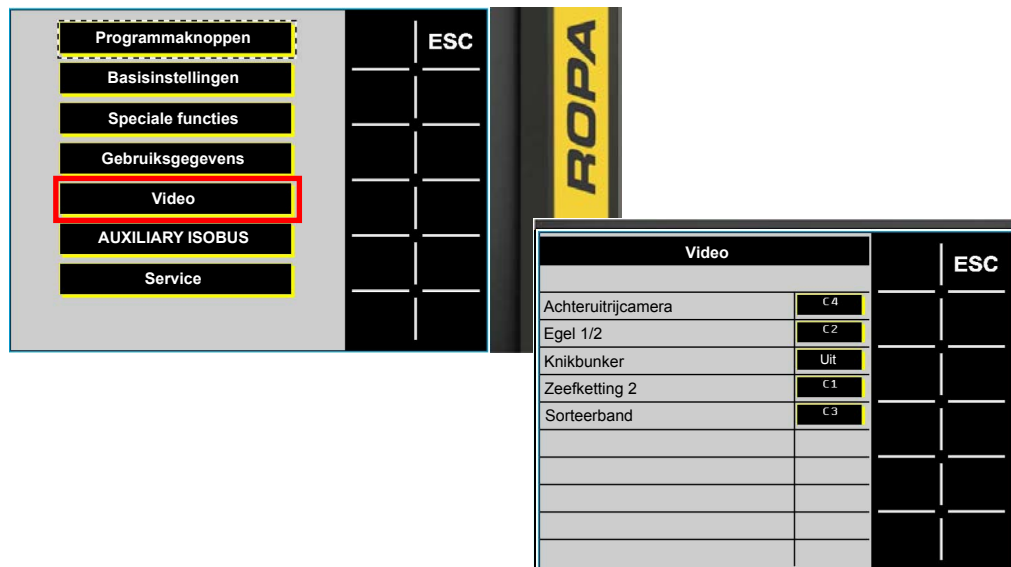 Programmaknoppen
ESC
Basisinstellingen
Speciale functies
Gebruiksgegevens
Video
AUXILIARY ISOBUS
Service
ROPA
Video
ESC
Achteruitrijcamera C4
Egel 1/2 C2
Knikbunker Uit
Zeefketting 2 C1
Sorteerband C3